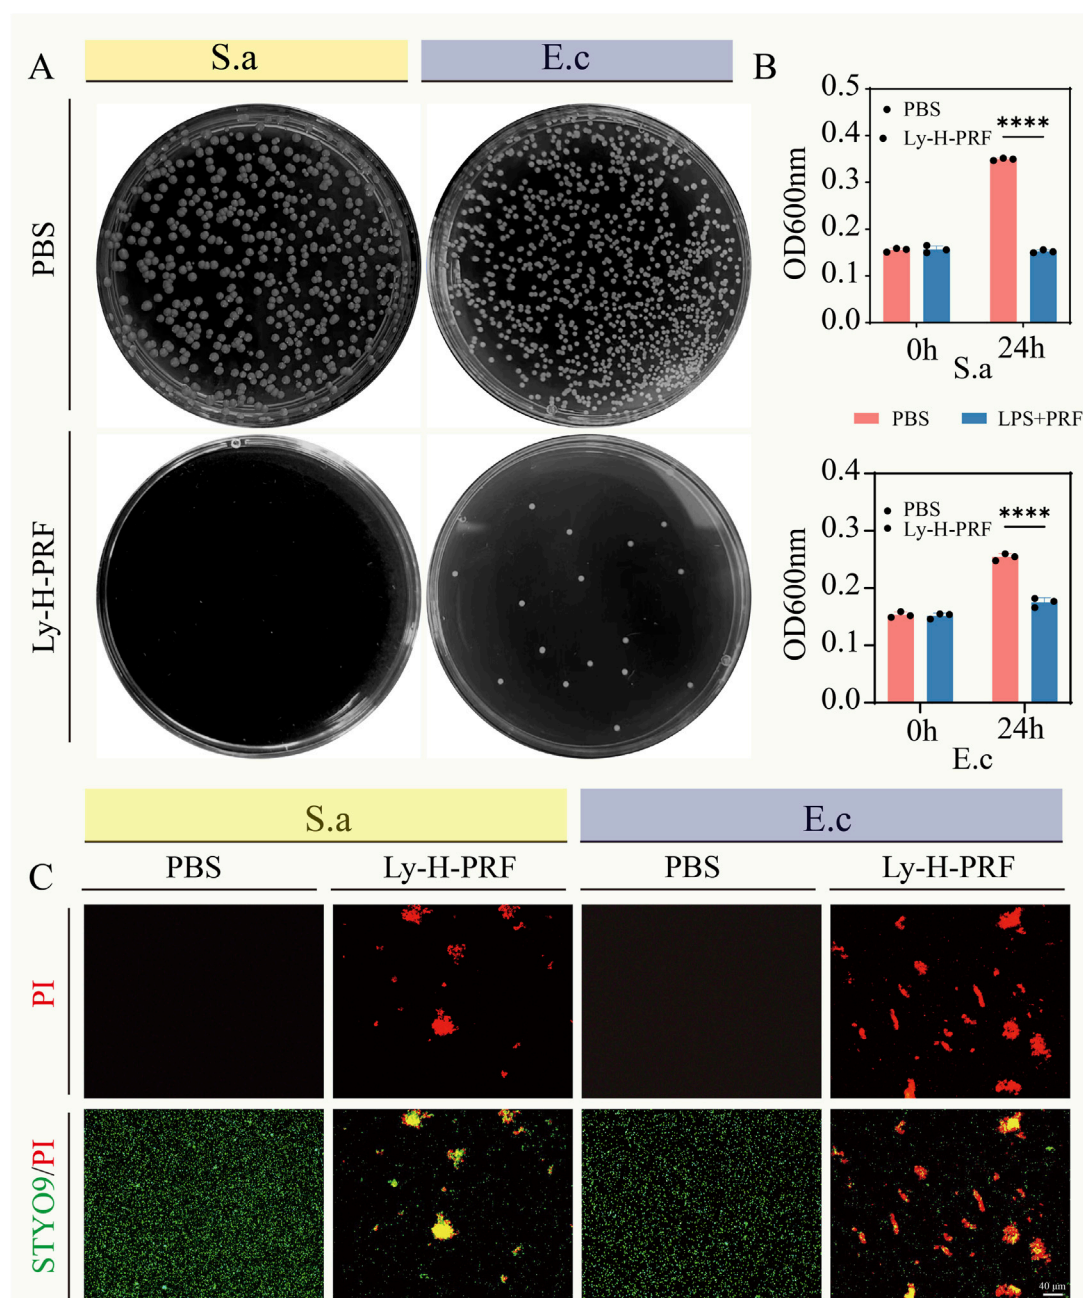 A
S.a
E.c
B
PBS
Ly-H-PRF
0.5
0.4
0.3
0.2
0.1
0.0
OD600nm
PBS
Ly-H-PRF
****
0h
24h
S.a
PBS
LPS+PRF
0.4
0.3
0.2
0.1
0.0
OD600nm
PBS
Ly-H-PRF
****
0h
24h
E.c
S.a
E.c
C
PBS
Ly-H-PRF
PBS
Ly-H-PRF
PI
STYO9/PI
40 μm